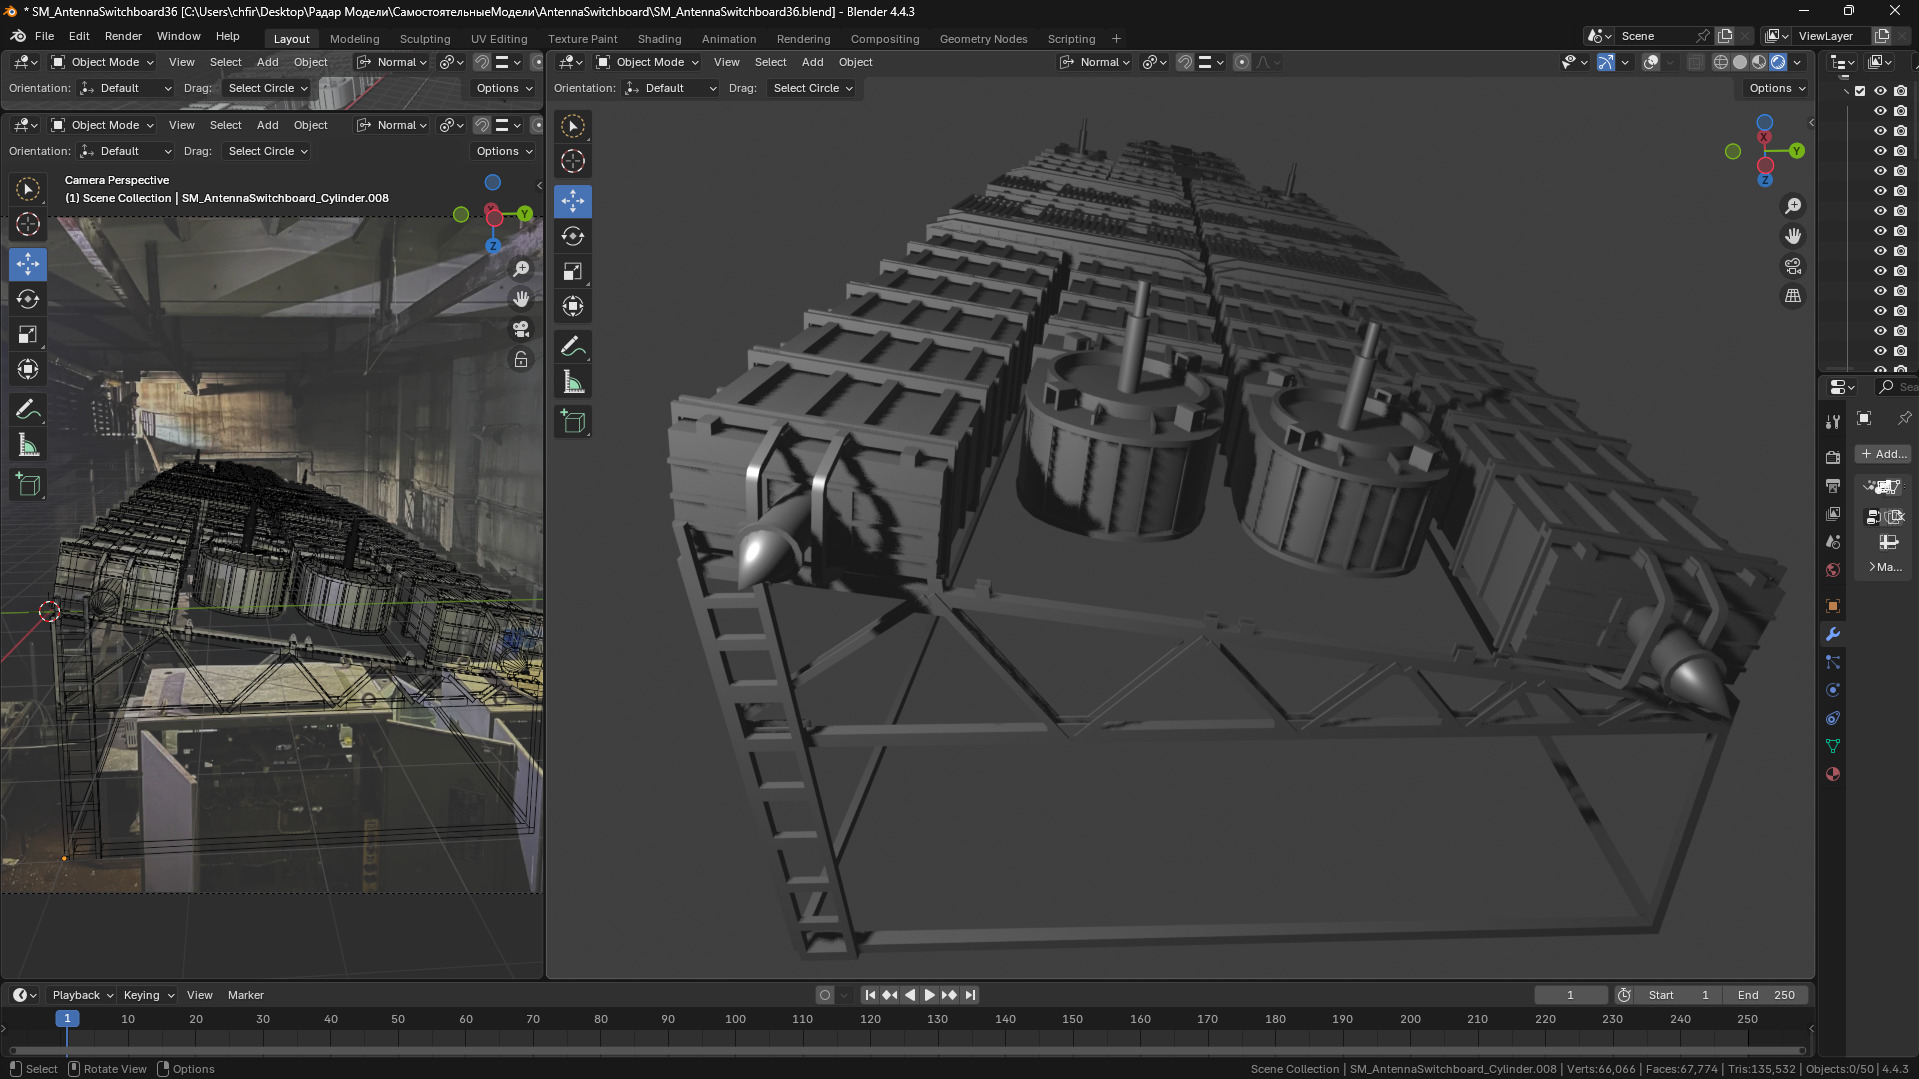 * SM_AntennaSwitchboard36 [C:\Users\chfir\Desktop\Радар Модели\СамостоятельныеМодели\AntennaSwitchboard\SM_AntennaSwitchboard36.blend] - Blender 4.4.3
File Edit Render Window Help Layout Modeling Sculpting UV Editing Texture Paint Shading Animation Rendering Compositing Geometry Nodes Scripting + Scene ViewLayer
Object Mode View Select Add Object Normal
Orientation: Default Drag: Select Circle Options
Object Mode View Select Add Object Normal
Orientation: Default Drag: Select Circle Options
Camera Perspective
(1) Scene Collection | SM_AntennaSwitchboard_Cylinder.008
X
Y
Z
Object Mode View Select Add Object Normal
Orientation: Default Drag: Select Circle Options
X
Y
Z
Sea
+ Add...
Ma...
Playback Keying View Marker 1 Start 1 End 250
1 10 20 30 40 50 60 70 80 90 100 110 120 130 140 150 160 170 180 190 200 210 220 230 240 250
Select Rotate View Options Scene Collection | SM_AntennaSwitchboard_Cylinder.008 | Verts:66,066 | Faces:67,774 | Tris:135,532 | Objects:0/50 | 4.4.3